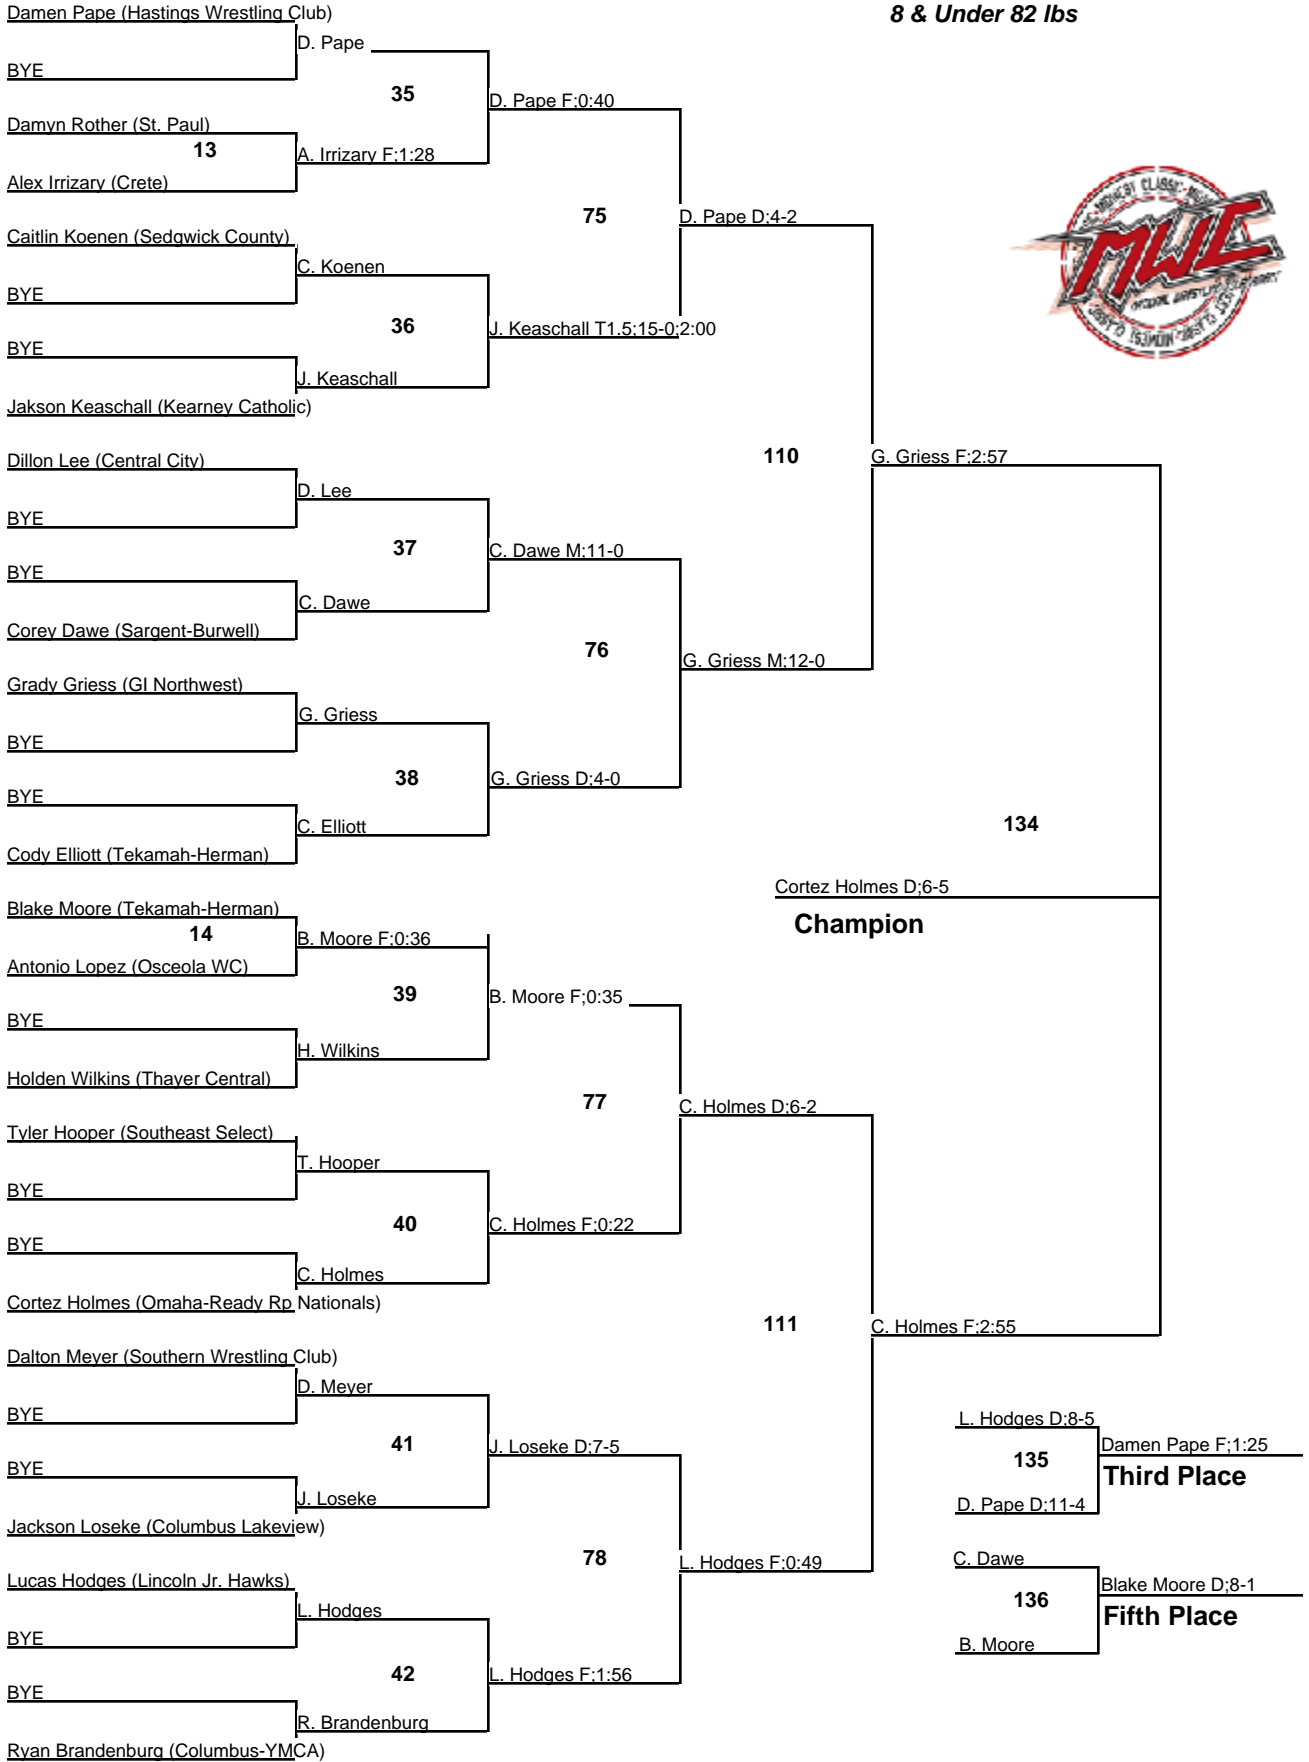 8 & Under 82 lbs
Damen Pape (Hastings Wrestling Club)
D. Pape
BYE
35
D. Pape F;0:40
Damyn Rother (St. Paul)
13
A. Irrizary F;1:28
Alex Irrizary (Crete)
75
D. Pape D;4-2
Caitlin Koenen (Sedgwick County)
C. Koenen
BYE
36
J. Keaschall T1.5;15-0;2:00
BYE
J. Keaschall
Jakson Keaschall (Kearney Catholic)
MWC
110
G. Griess F;2:57
Dillon Lee (Central City)
D. Lee
BYE
37
C. Dawe M;11-0
BYE
C. Dawe
Corey Dawe (Sargent-Burwell)
76
G. Griess M;12-0
Grady Griess (GI Northwest)
G. Griess
BYE
38
G. Griess D;4-0
BYE
C. Elliott
Cody Elliott (Tekamah-Herman)
134
Cortez Holmes D;6-5
Champion
Blake Moore (Tekamah-Herman)
14
B. Moore F;0:36
Antonio Lopez (Osceola WC)
39
B. Moore F;0:35
BYE
H. Wilkins
Holden Wilkins (Thayer Central)
77
C. Holmes D;6-2
Tyler Hooper (Southeast Select)
T. Hooper
BYE
40
C. Holmes F;0:22
BYE
C. Holmes
Cortez Holmes (Omaha-Ready Rp Nationals)
111
C. Holmes F;2:55
Dalton Meyer (Southern Wrestling Club)
D. Meyer
BYE
41
J. Loseke D;7-5
BYE
J. Loseke
Jackson Loseke (Columbus Lakeview)
78
L. Hodges F;0:49
Lucas Hodges (Lincoln Jr. Hawks)
L. Hodges
BYE
42
L. Hodges F;1:56
BYE
R. Brandenburg
Ryan Brandenburg (Columbus-YMCA)
L. Hodges D;8-5
135
Damen Pape F;1:25
Third Place
D. Pape D;11-4
C. Dawe
136
Blake Moore D;8-1
Fifth Place
B. Moore